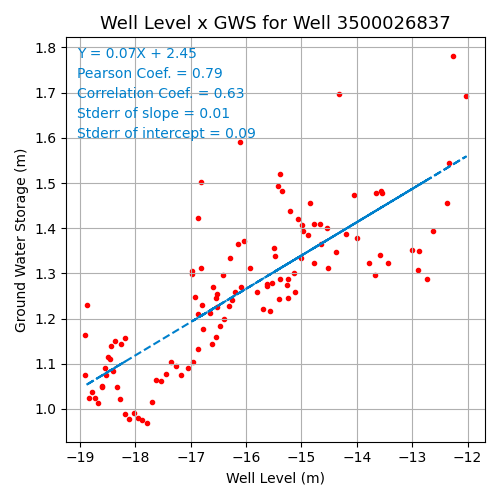 Well Level x GWS for Well 3500026837
Y = 0.07X + 2.45
Pearson Coef. = 0.79
Correlation Coef. = 0.63
Stderr of slope = 0.01
Stderr of intercept = 0.09
Ground Water Storage (m)
1.8
1.7
1.6
1.5
1.4
1.3
1.2
1.1
1.0
−19 −18 −17 −16 −15 −14 −13 −12
Well Level (m)